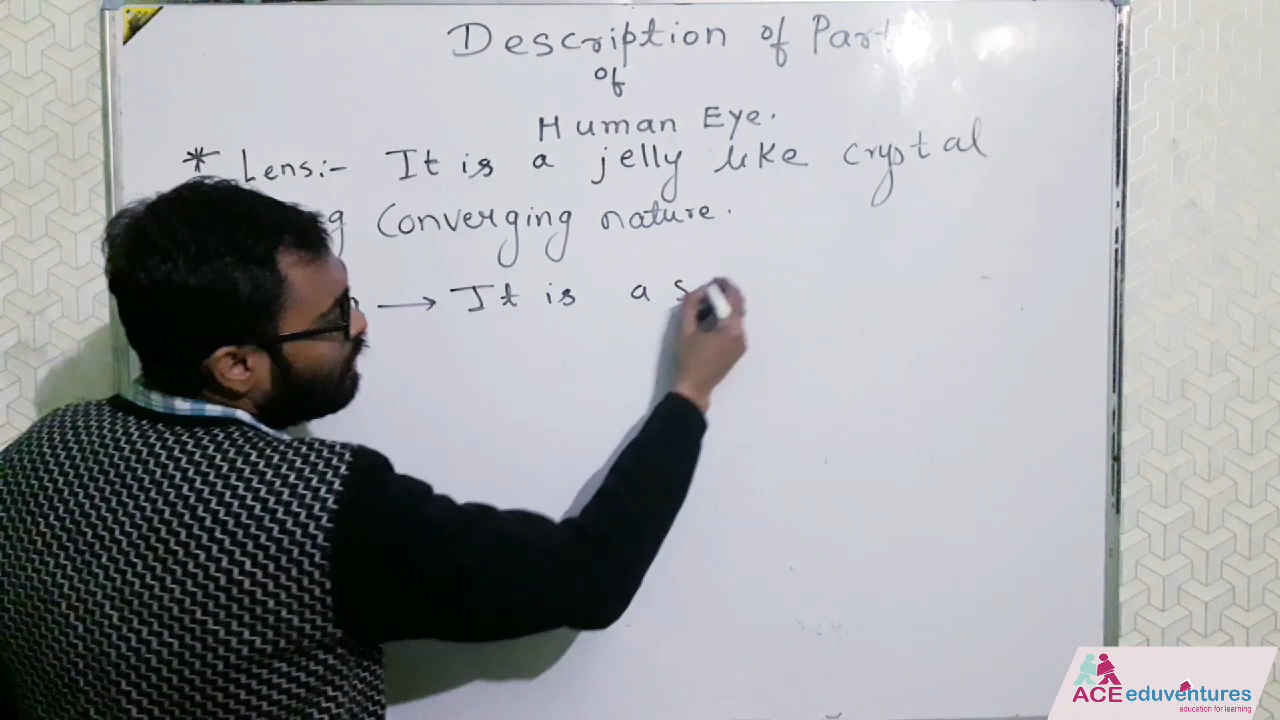 Description of Part
of
Human Eye.
* Lens:- It is a jelly like crystal
Converging nature.
→ It is a
ACE eduventures
education for learning